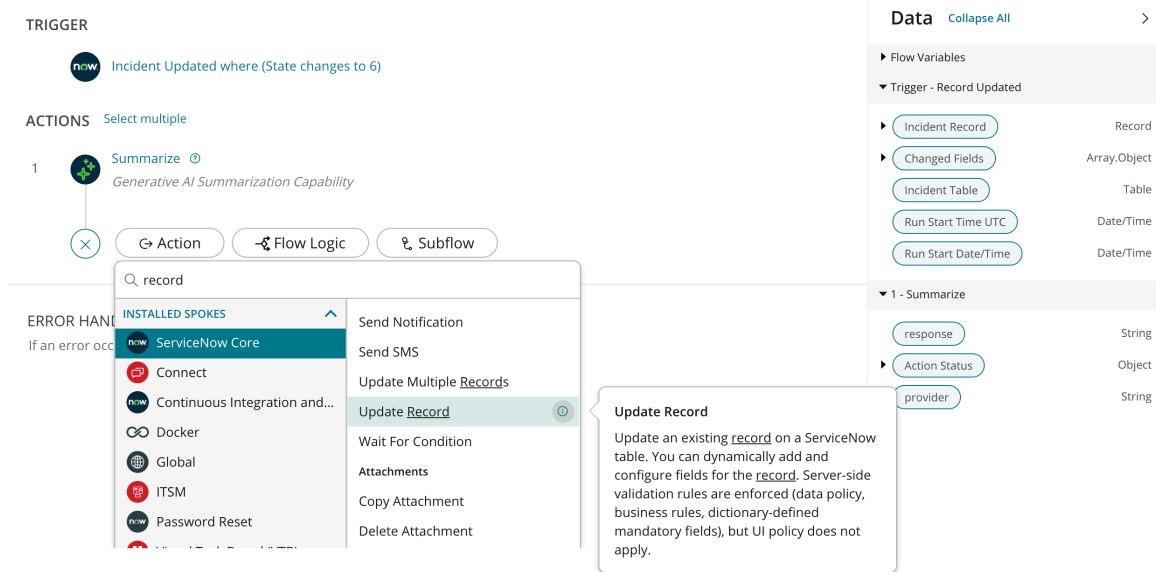 TRIGGER
now
Incident Updated where (State changes to 6)
ACTIONS Select multiple
1
Summarize
Generative AI Summarization Capability
Action
Flow Logic
Subflow
record
ERROR HAND
If an error occ
INSTALLED SPOKES
now ServiceNow Core
Connect
now Continuous Integration and...
Docker
Global
ITSM
now Password Reset
Send Notification
Send SMS
Update Multiple Records
Update Record
Wait For Condition
Attachments
Copy Attachment
Delete Attachment
Update Record
Update an existing record on a ServiceNow
table. You can dynamically add and
configure fields for the record. Server-side
validation rules are enforced (data policy,
business rules, dictionary-defined
mandatory fields), but UI policy does not
apply.
Data Collapse All
Flow Variables
Trigger - Record Updated
Incident Record Record
Changed Fields Array.Object
Incident Table Table
Run Start Time UTC Date/Time
Run Start Date/Time Date/Time
1 - Summarize
response String
Action Status Object
provider String